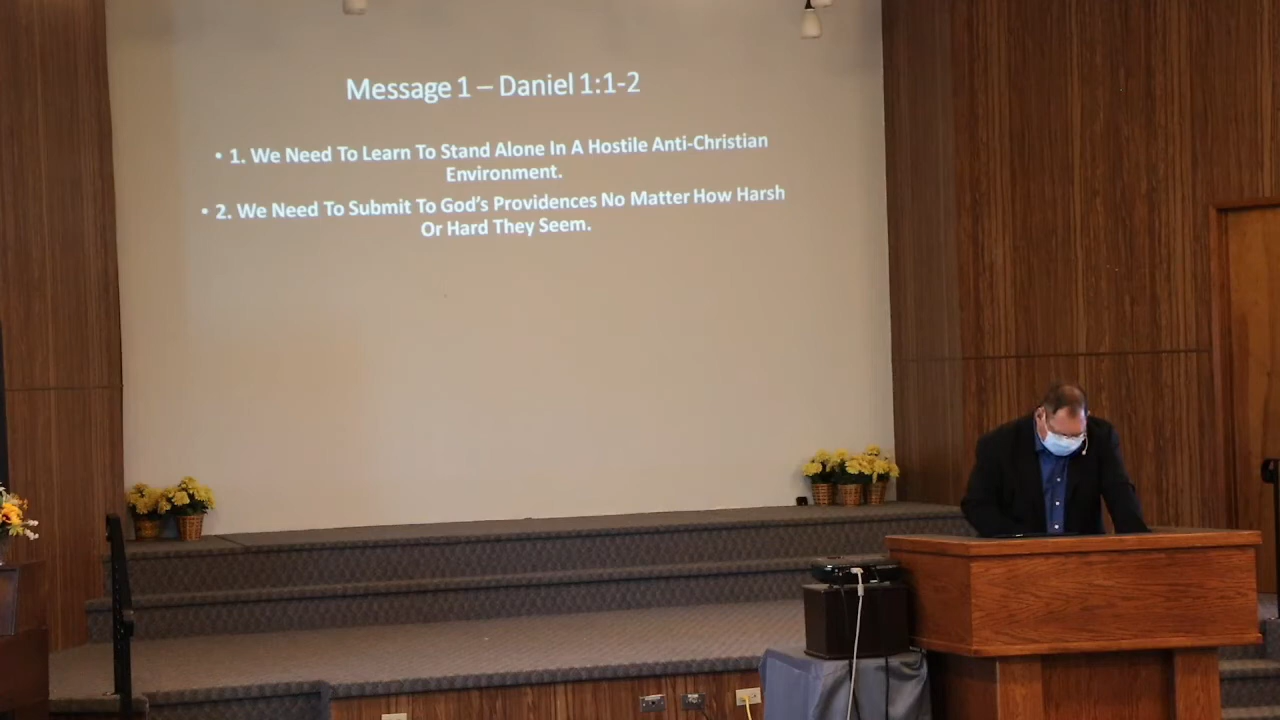 Message 1 – Daniel 1:1-2
• 1. We Need To Learn To Stand Alone In A Hostile Anti-Christian
Environment.
• 2. We Need To Submit To God’s Providences No Matter How Harsh
Or Hard They Seem.